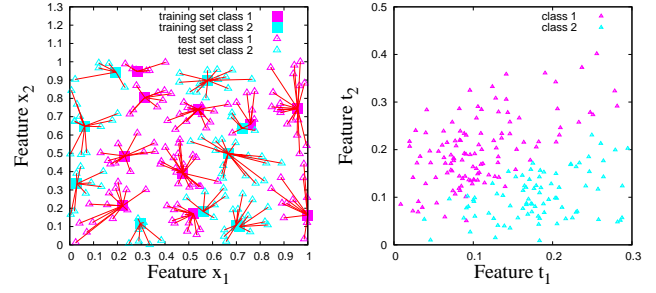 training set class 1
training set class 2
test set class 1
test set class 2
1.3
1.2
1.1
1
0.9
0.8
0.7
0.6
0.5
0.4
0.3
0.2
0.1
0
Feature x2
0 0.1 0.2 0.3 0.4 0.5 0.6 0.7 0.8 0.9 1
Feature x1
class 1
class 2
0.5
0.4
0.3
0.2
0.1
0
Feature t2
0 0.1 0.2 0.3
Feature t1